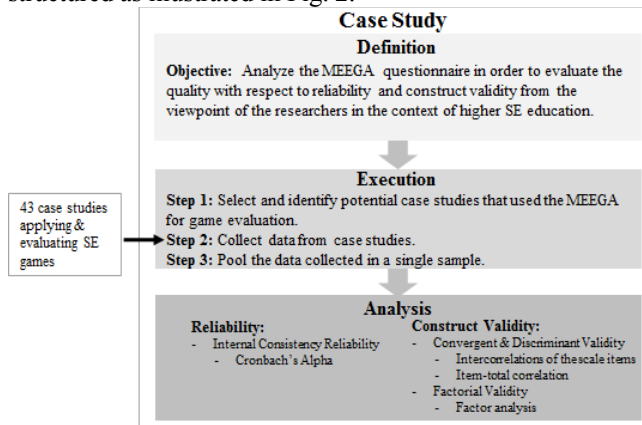 structured as illustrated in Fig. 2.
Case Study
Definition
Objective: Analyze the MEEGA questionnaire in order to evaluate the
quality with respect to reliability and construct validity from the
viewpoint of the researchers in the context of higher SE education.
Execution
Step 1: Select and identify potential case studies that used the MEEGA
for game evaluation.
Step 2: Collect data from case studies.
Step 3: Pool the data collected in a single sample.
43 case studies
applying &
evaluating SE
games
Analysis
Reliability:
- Internal Consistency Reliability
- Cronbach's Alpha
Construct Validity:
- Convergent & Discriminant Validity
- Intercorrelations of the scale items
- Item-total correlation
- Factorial Validity
- Factor analysis